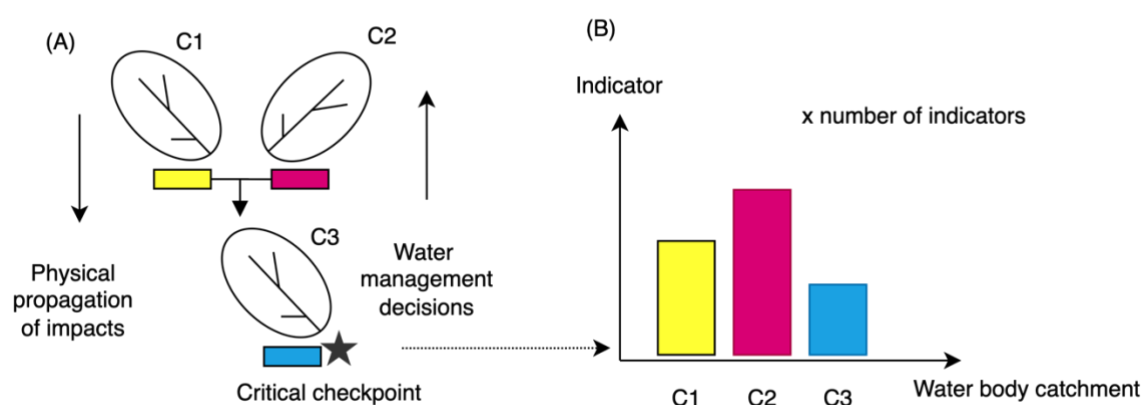 (A)
C1
C2
Physical
propagation
of impacts
C3
Water
management
decisions
Critical checkpoint
(B)
Indicator
x number of indicators
C1
C2
C3
Water body catchment